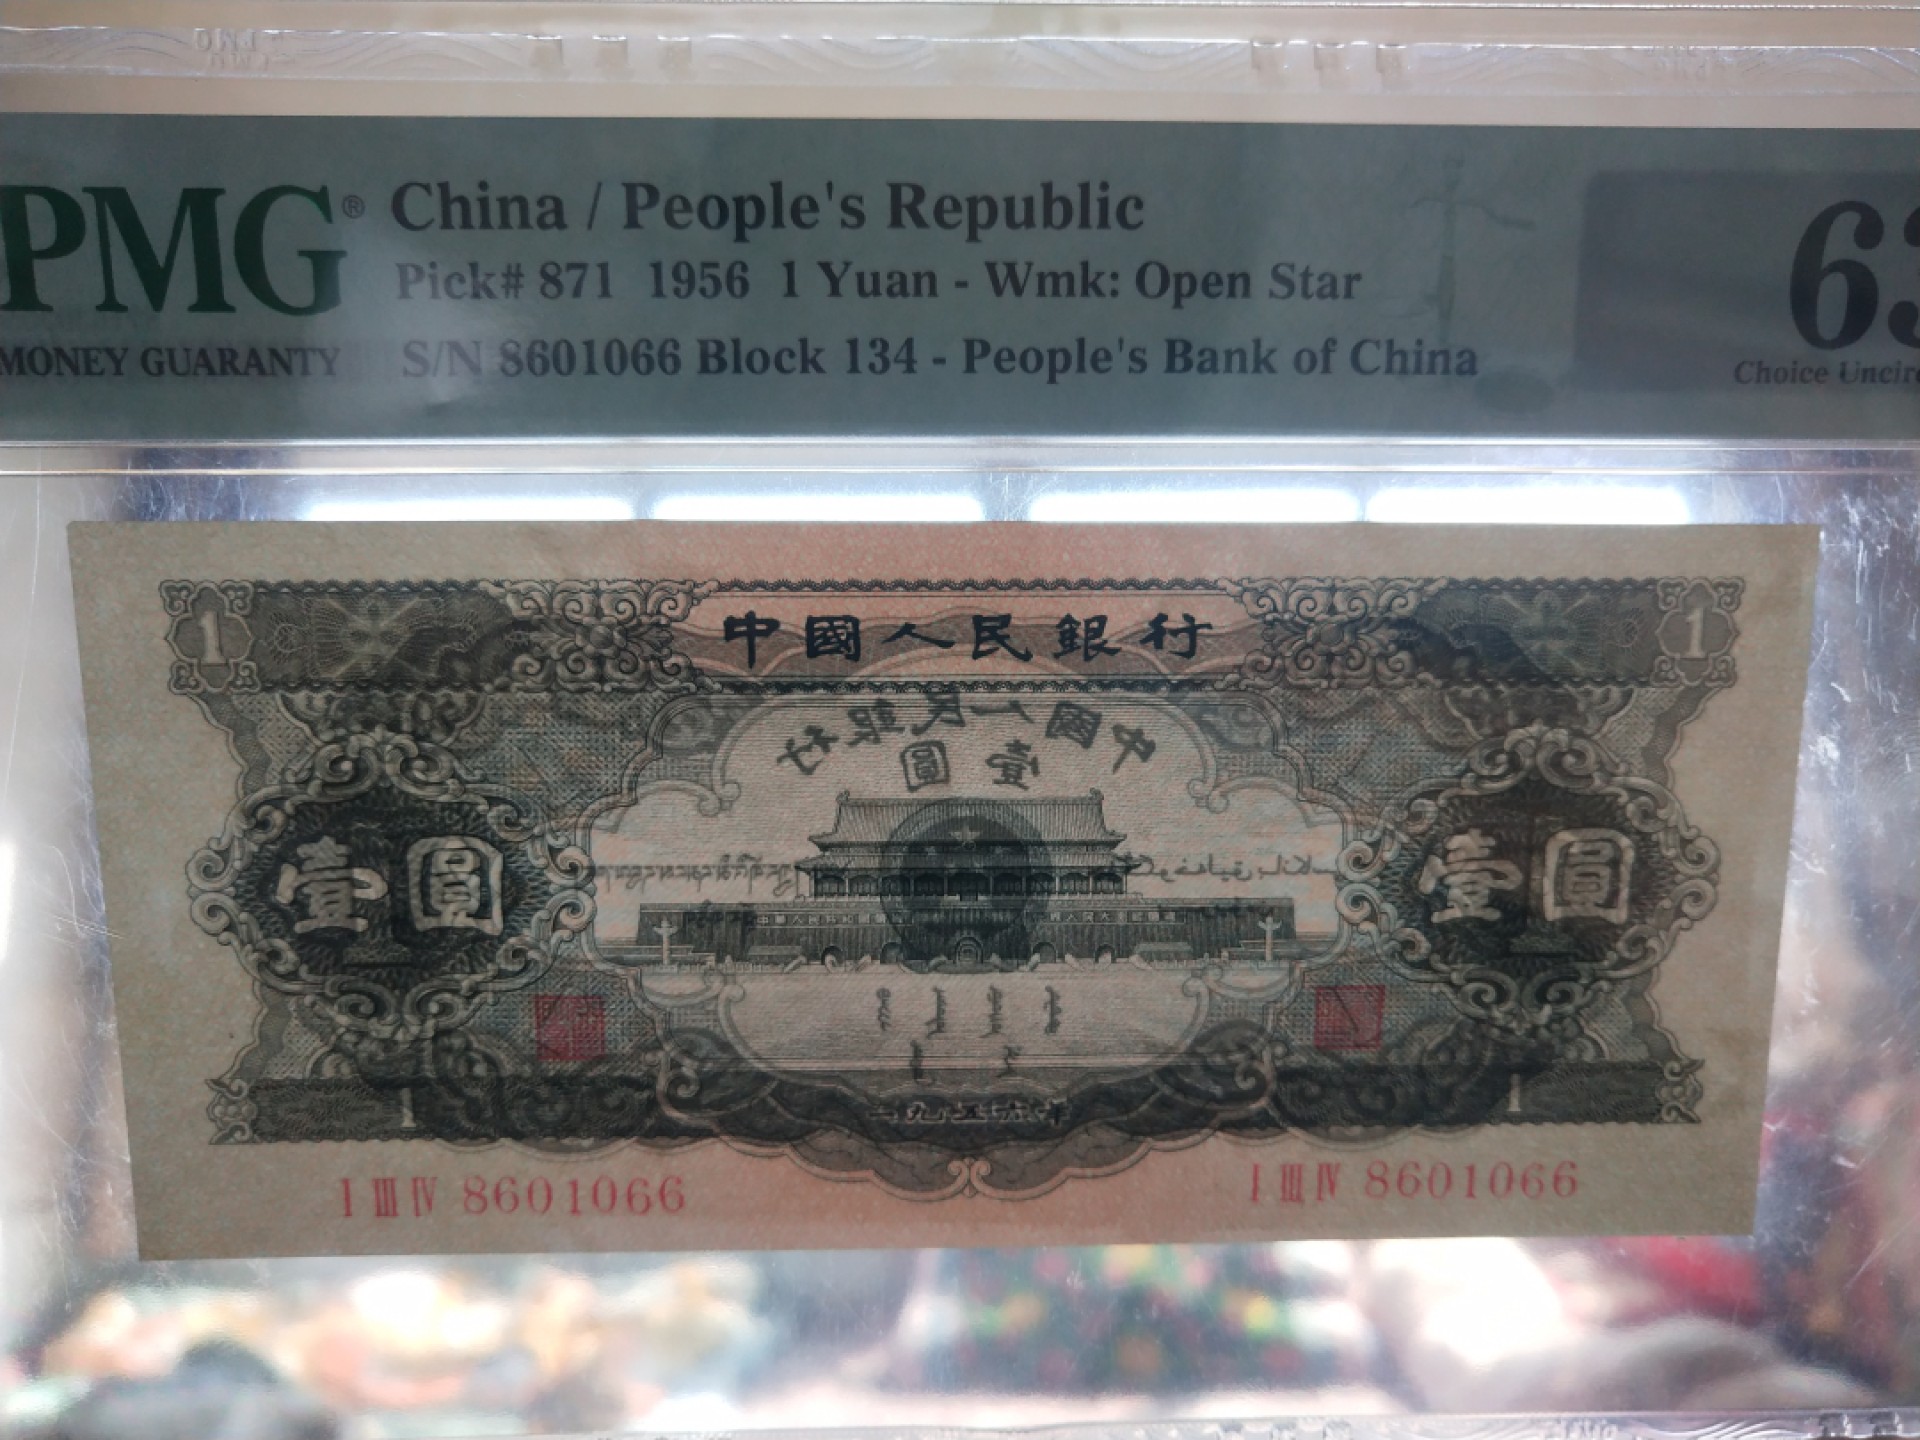 PMG®
MONEY GUARANTY
China / People's Republic
Pick# 871 1956 1 Yuan - Wmk: Open Star
S/N 8601066 Block 134 - People's Bank of China
63
Choice
1
中國人民銀行
1
中國人民銀行
壹圓
壹圓
壹圓
1
一九五六年
1
I III IV 8601066
I III IV 8601066